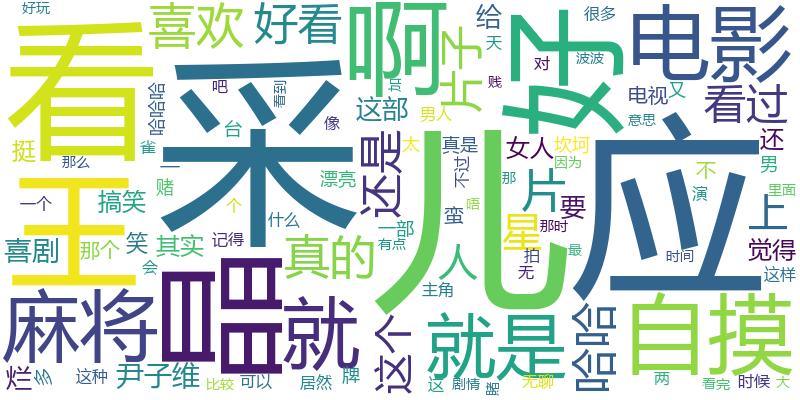 好玩
看
喜欢
好看
啊
片子
给
天
贱
好
很多
波波
对
电影
电视
又
意思
看过
还
男
哈哈哈
吧
看到
采
像
台
这部
还是
男人
太
真是
不过
女人
坎坷
因为
那
片
要
不
演
里面
上
挺
那么
雀
一
赌
漂亮
个
什么
一个
搞笑
王
喜剧
那个
笑
会
其实
记得
真的
一部
有点
儿
人
蛮
唔
星
那时
拍
无
最
应
时间
觉得
这样
麻将
唱
就
这个
主角
就是
哈哈
自摸
烂
多
这种
尹子维
比较
可以
居然
牌
这
剧情
无聊
两
看完
时候
大